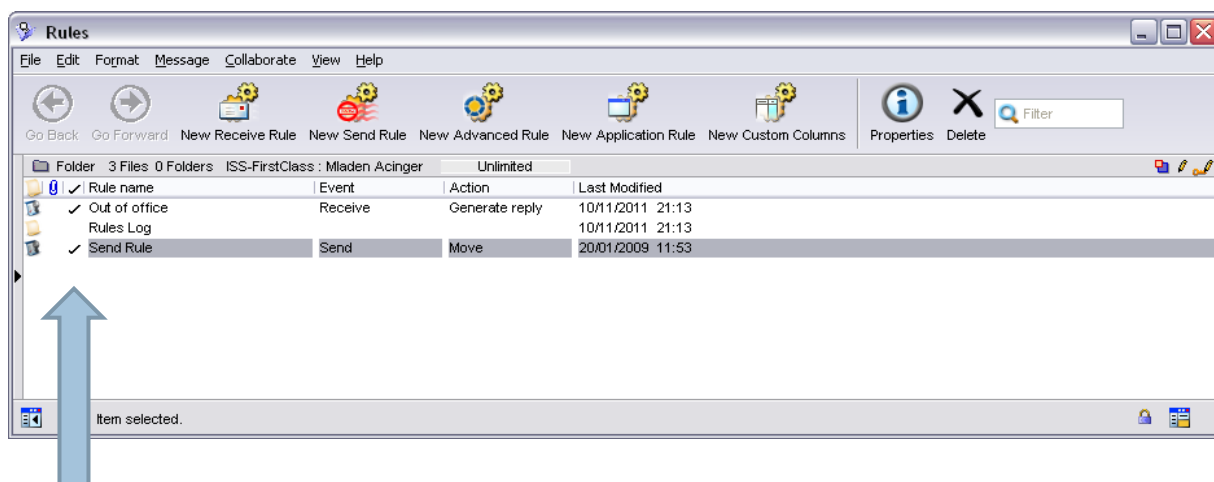 Rules
File Edit Format Message Collaborate View Help
Go Back Go Forward New Receive Rule New Send Rule New Advanced Rule New Application Rule New Custom Columns Properties Delete Filter
Folder 3 Files 0 Folders ISS-FirstClass : Mladen Acinger Unlimited
Rule name Event Action Last Modified
Out of office Receive Generate reply 10/11/2011 21:13
Rules Log 10/11/2011 21:13
Send Rule Send Move 20/01/2009 11:53
Item selected.